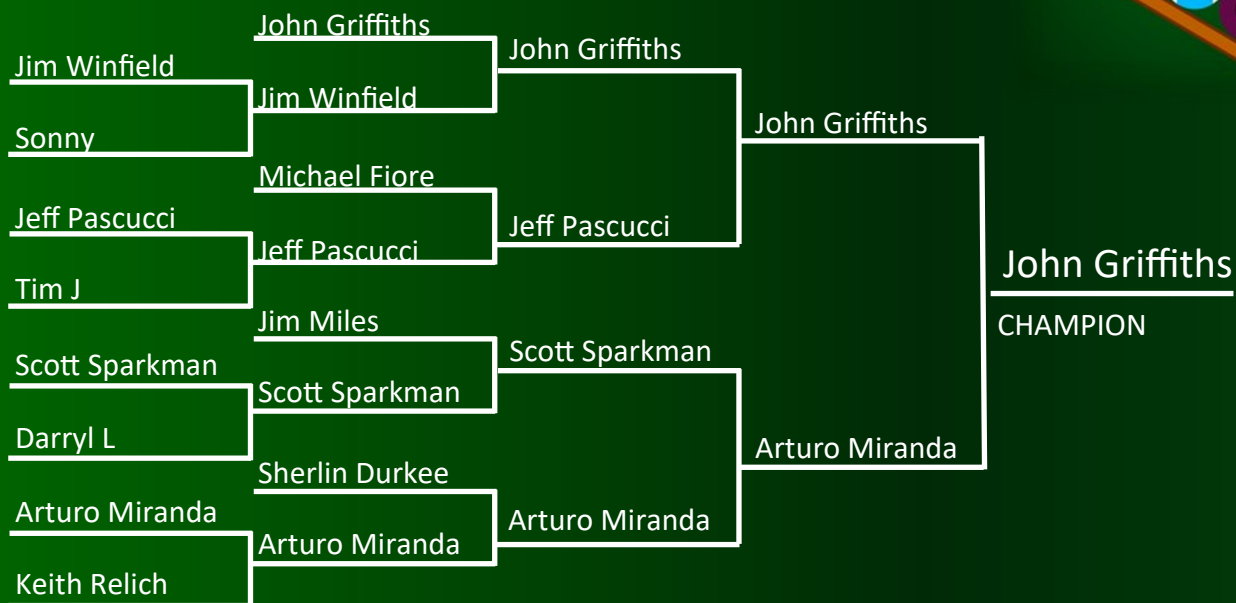 Jim Winfield
Sonny
Jeff Pascucci
Tim J
Scott Sparkman
Darryl L
Arturo Miranda
Keith Relich
John Griffiths
Jim Winfield
Michael Fiore
Jeff Pascucci
Jim Miles
Scott Sparkman
Sherlin Durkee
Arturo Miranda
John Griffiths
Jeff Pascucci
Scott Sparkman
Arturo Miranda
John Griffiths
Arturo Miranda
John Griffiths
CHAMPION